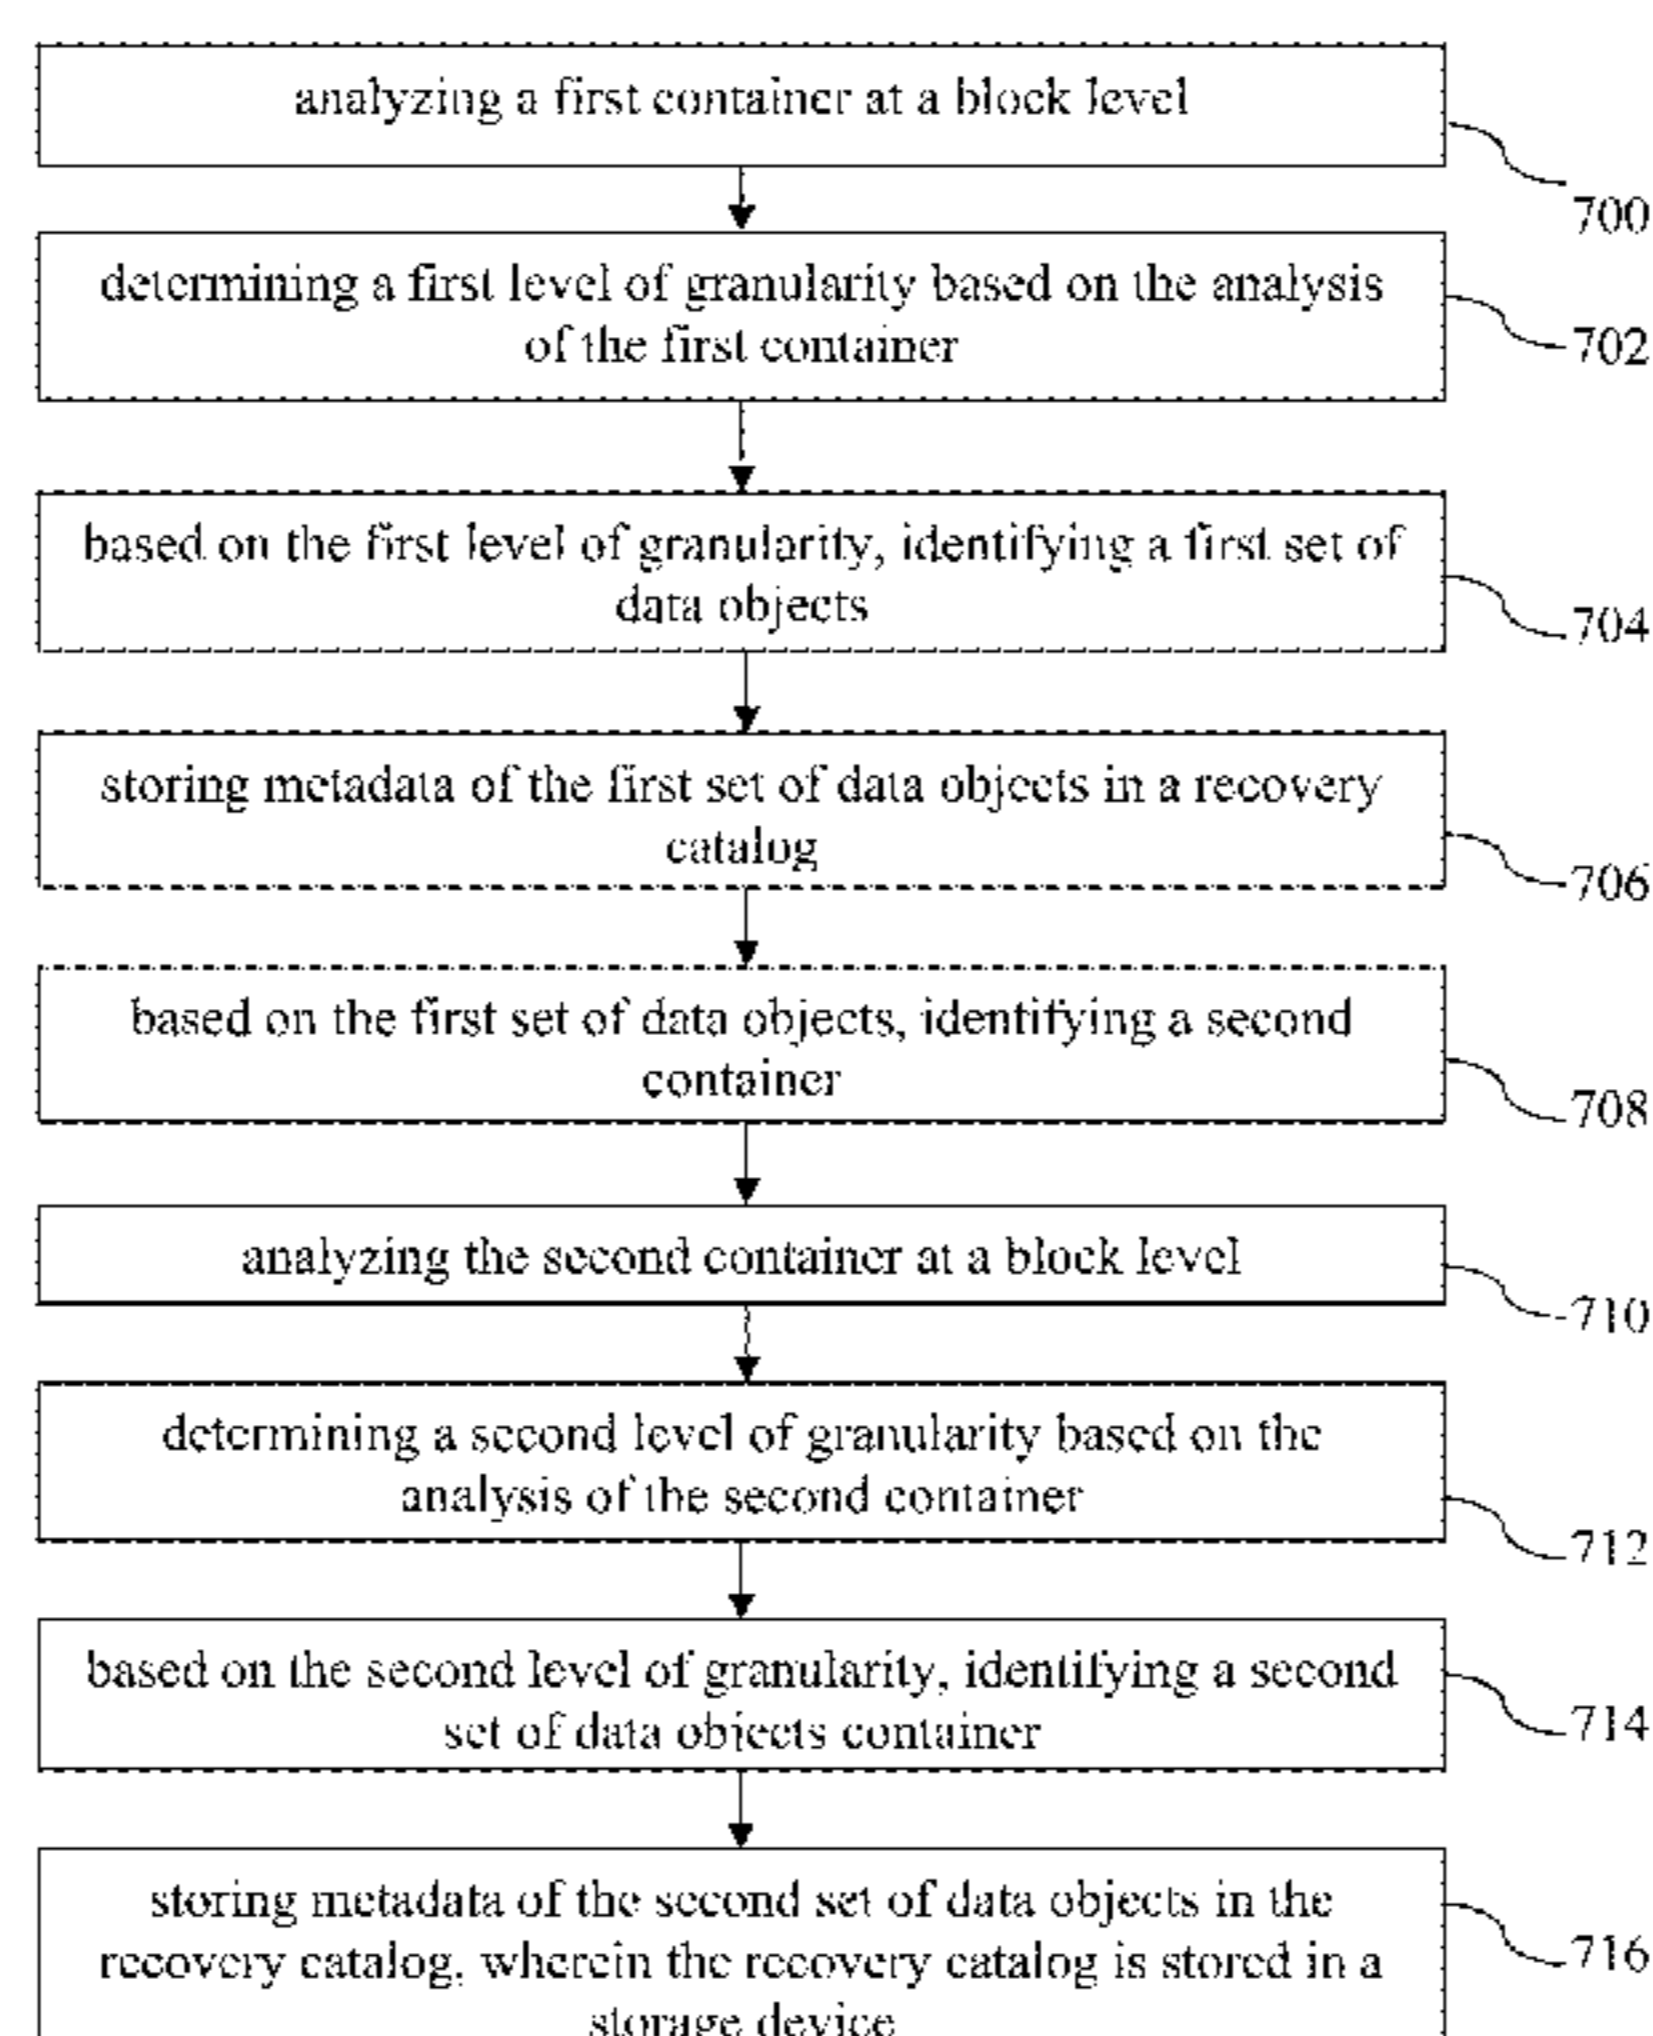 analyzing a first container at a block level
700
determining a first level of granularity based on the analysis
of the first container
702
based on the first level of granularity, identifying a first set of
data objects
704
storing metadata of the first set of data objects in a recovery
catalog
706
based on the first set of data objects, identifying a second
container
708
analyzing the second container at a block level
710
determining a second level of granularity based on the
analysis of the second container
712
based on the second level of granularity, identifying a second
set of data objects container
714
storing metadata of the second set of data objects in the
recovery catalog, wherein the recovery catalog is stored in a
storage device
716